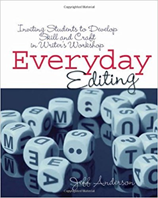 Inviting Students to Develop
Skill and Craft
in Writer's Workshop
Everyday
Editing
Jeff Anderson